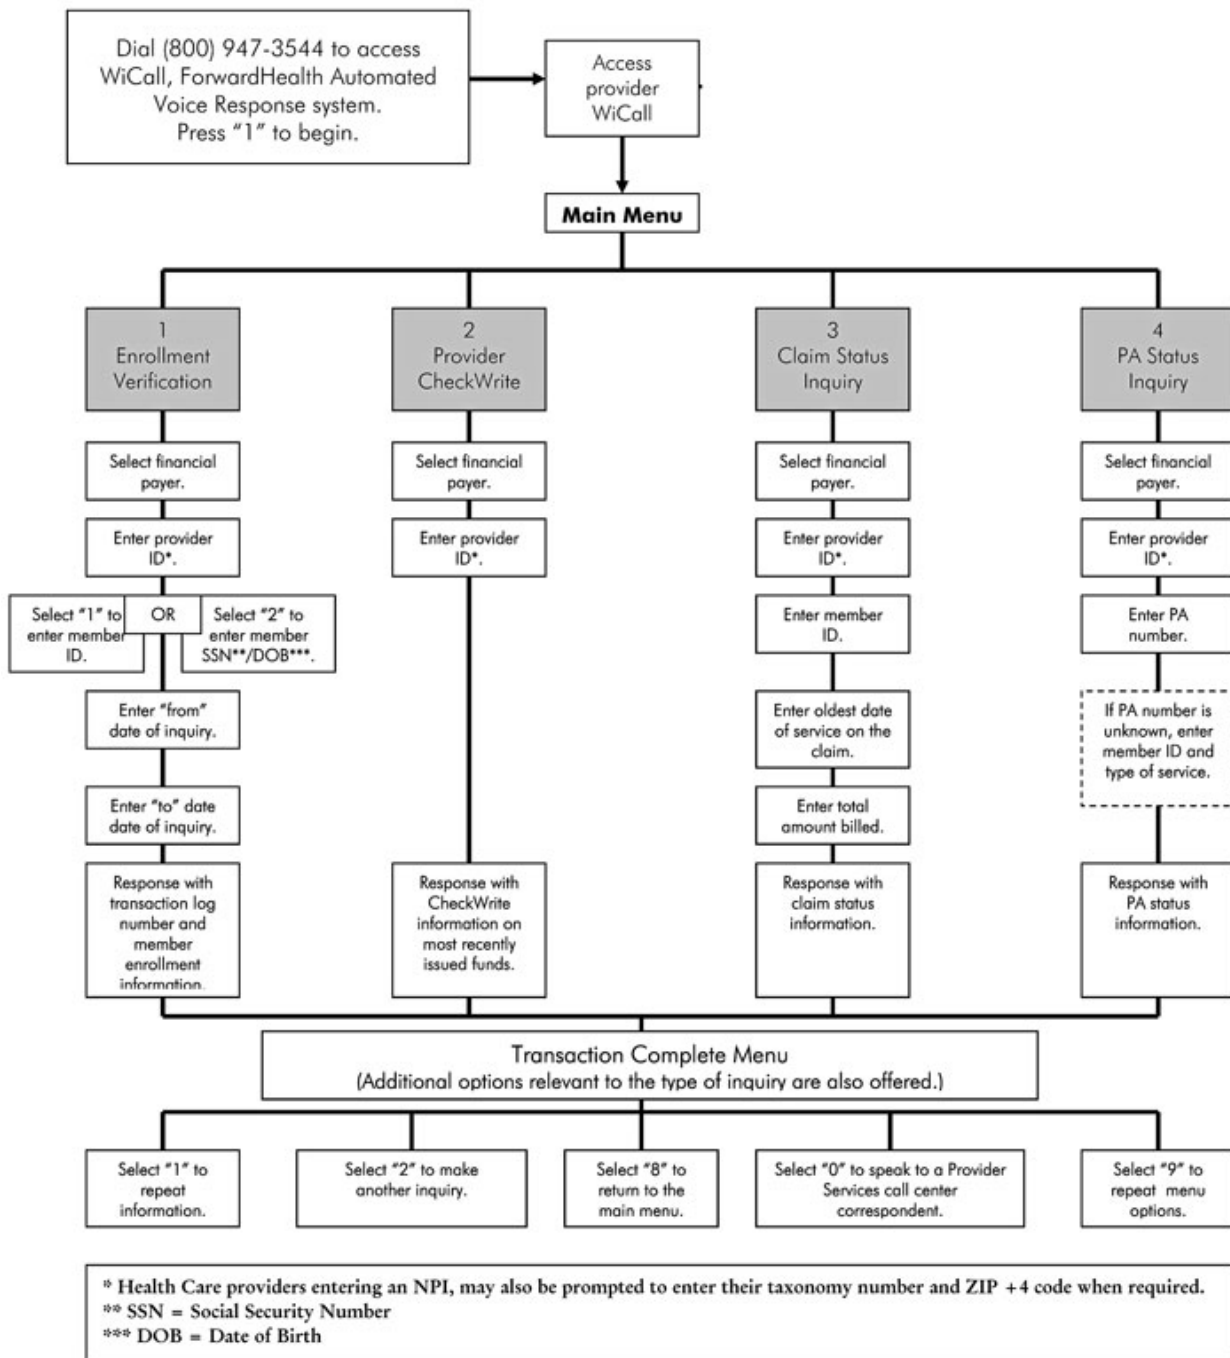 Dial (800) 947-3544 to access
WiCall, ForwardHealth Automated
Voice Response system.
Press "1" to begin.
Access
provider
WiCall
Main Menu
1
Enrollment
Verification
2
Provider
CheckWrite
3
Claim Status
Inquiry
4
PA Status
Inquiry
Select financial
payer.
Select financial
payer.
Select financial
payer.
Select financial
payer.
Enter provider
ID*.
Enter provider
ID*.
Enter provider
ID*.
Enter provider
ID*.
Select "1" to
enter member
ID.
OR
Select "2" to
enter member
SSN**/DOB***.
Enter member
ID.
Enter PA
number.
Enter "from"
date of inquiry.
Enter oldest date
of service on the
claim.
If PA number is
unknown, enter
member ID and
type of service.
Enter "to" date
date of inquiry.
Enter total
amount billed.
Response with
transaction log
number and
member
enrollment
information.
Response with
CheckWrite
information on
most recently
issued funds.
Response with
claim status
information.
Response with
PA status
information.
Transaction Complete Menu
(Additional options relevant to the type of inquiry are also offered.)
Select "1" to
repeat
information.
Select "2" to make
another inquiry.
Select "8" to
return to the
main menu.
Select "0" to speak to a Provider
Services call center
correspondent.
Select "9" to
repeat menu
options.
* Health Care providers entering an NPI, may also be prompted to enter their taxonomy number and ZIP +4 code when required.
** SSN = Social Security Number
*** DOB = Date of Birth